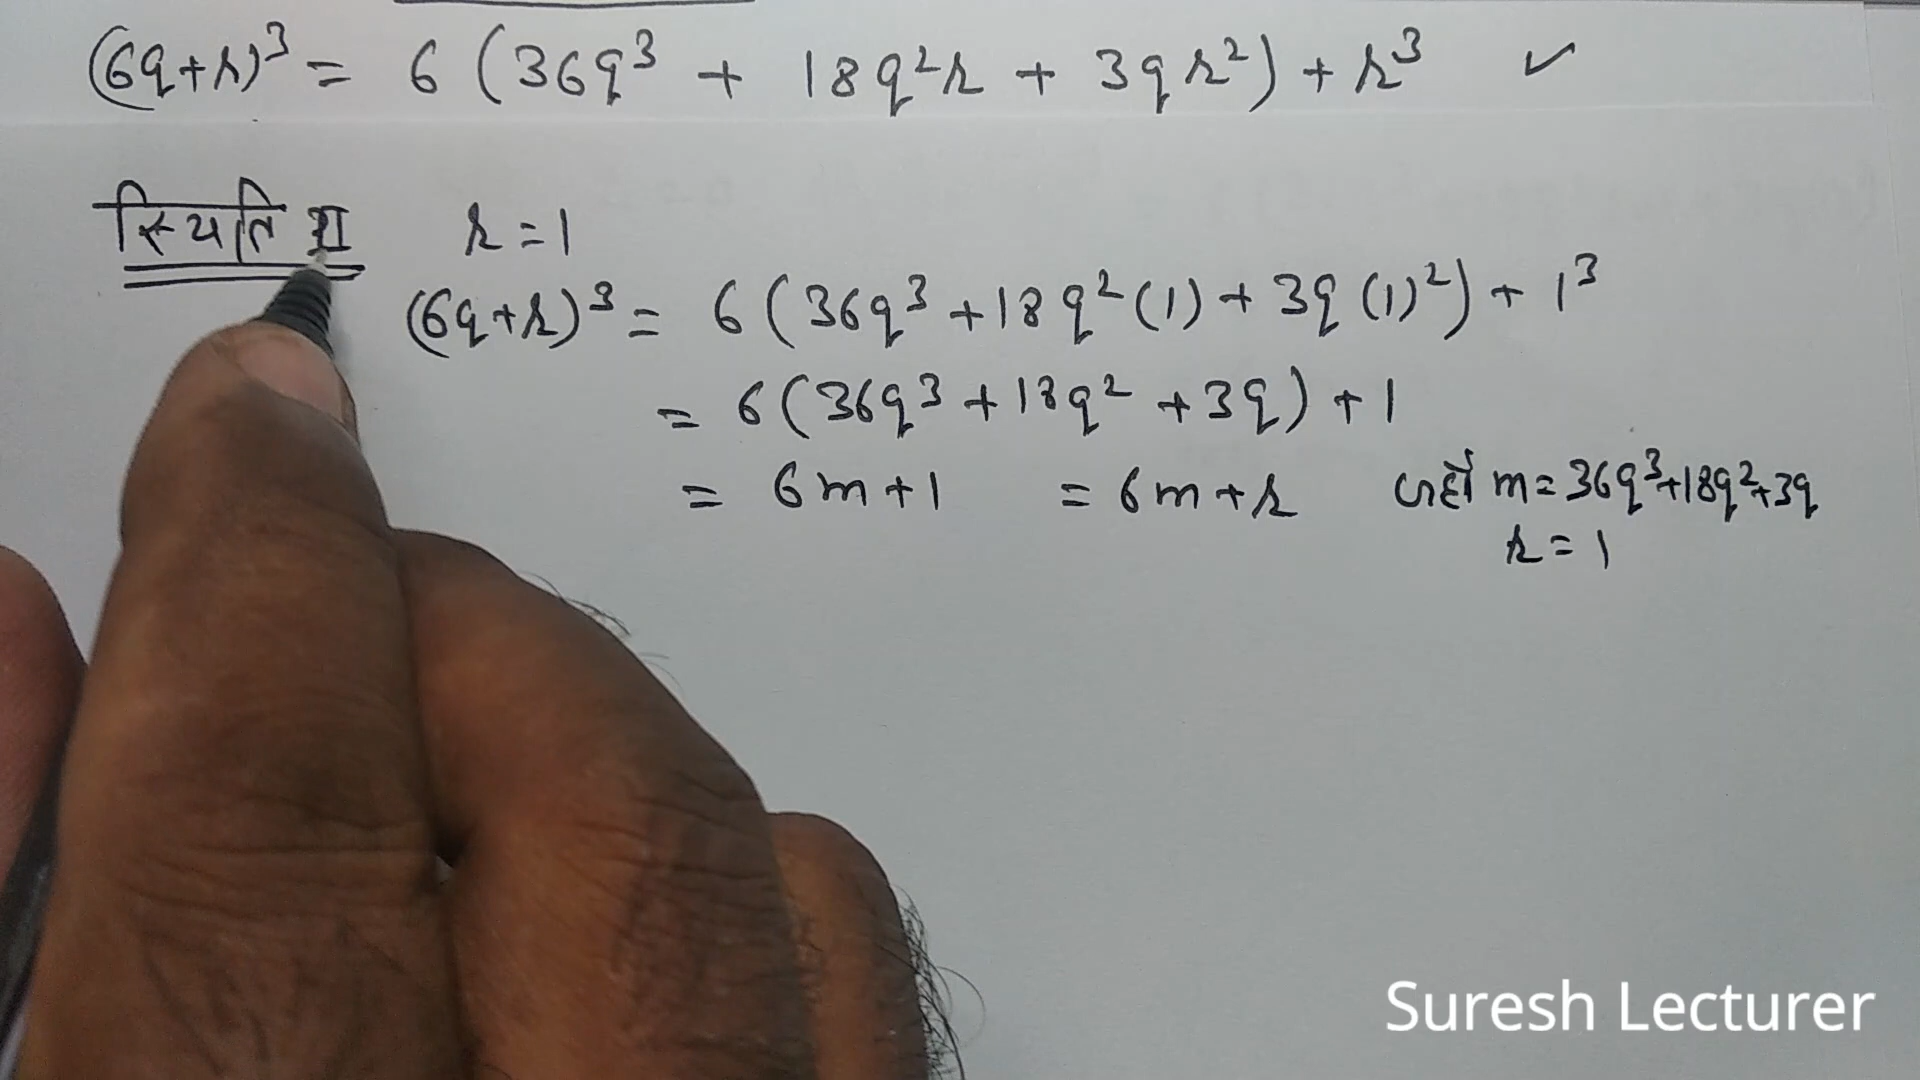 (6q+r)³ = 6 (36q³ + 18q²r + 3qr²) + r³ ✓
स्थिति II r = 1
(6q+r)³ = 6 (36q³ + 18q²(1) + 3q(1)²) + 1³
= 6 (36q³ + 18q² + 3q) + 1
= 6m + 1 = 6m + r जहाँ m = 36q³+18q²+3q
r = 1
Suresh Lecturer